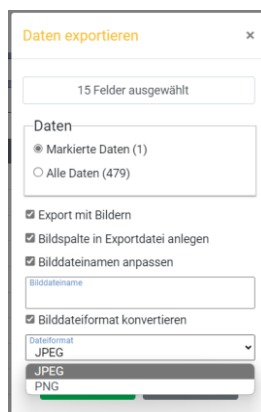 Daten exportieren ×
15 Felder ausgewählt
Daten
Markierte Daten (1)
Alle Daten (479)
Export mit Bildern
Bildspalte in Exportdatei anlegen
Bilddateinamen anpassen
Bilddateiname
Bilddateiformat konvertieren
Dateiformat
JPEG
JPEG
PNG